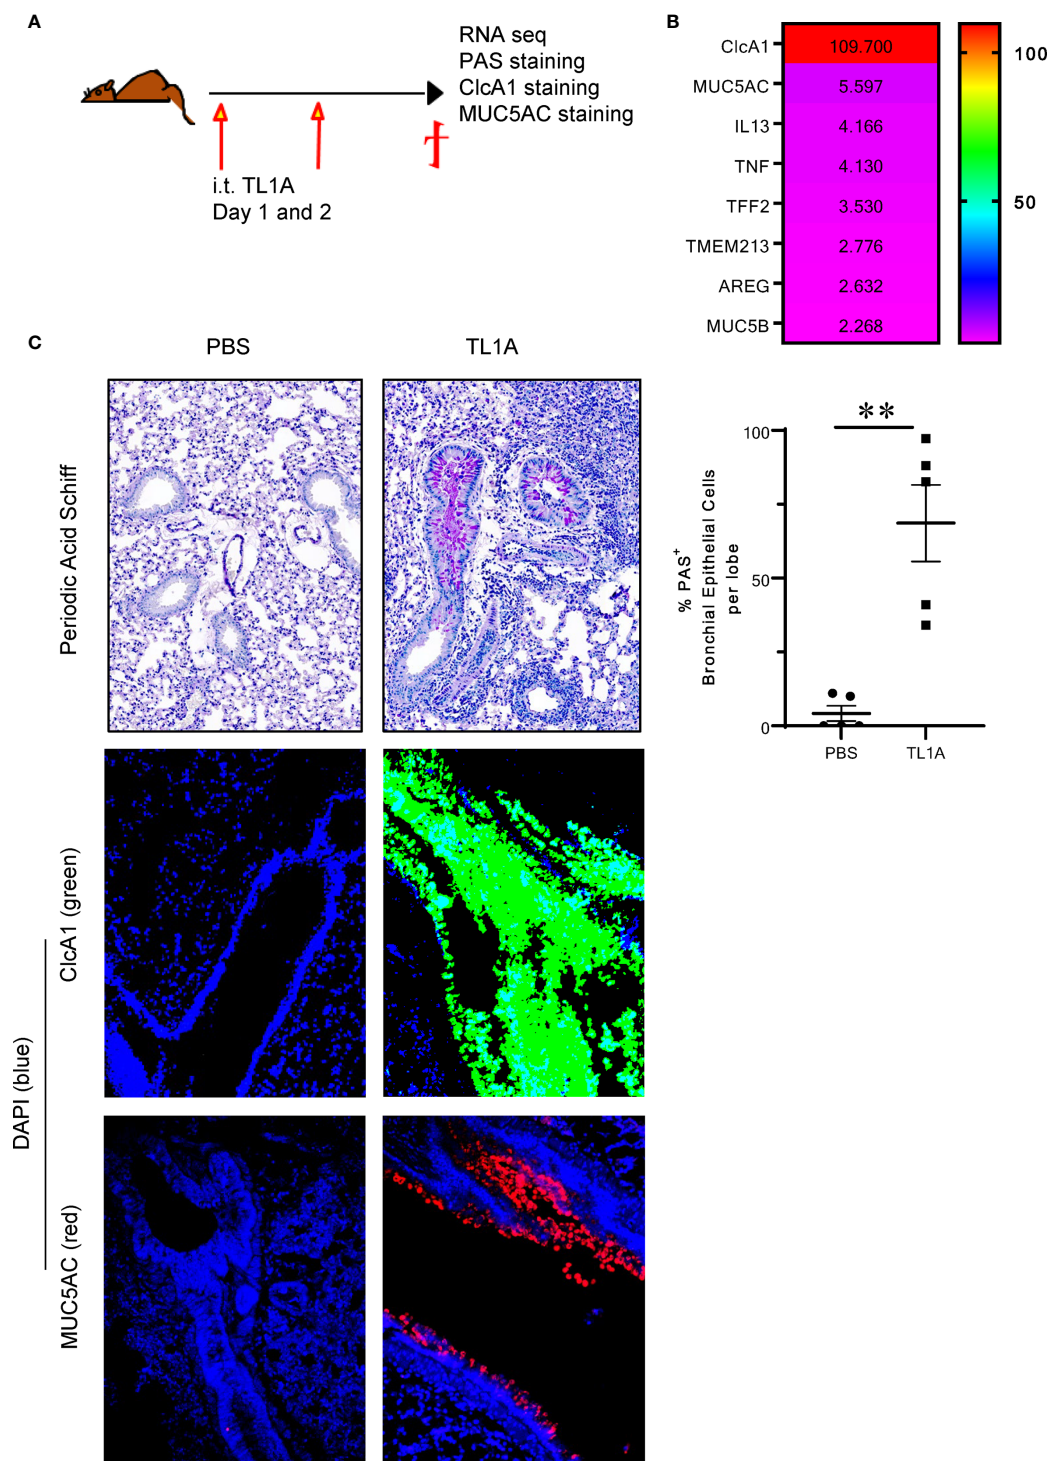 A
RNA seq
PAS staining
ClcA1 staining
MUC5AC staining
i.t. TL1A
Day 1 and 2
B
ClcA1 109.700
MUC5AC 5.597
IL13 4.166
TNF 4.130
TFF2 3.530
TMEM213 2.776
AREG 2.632
MUC5B 2.268
100
50
C
PBS
TL1A
Periodic Acid Schiff
ClcA1 (green)
DAPI (blue)
MUC5AC (red)
**
% PAS+
Bronchial Epithelial Cells
per lobe
100
50
0
PBS
TL1A